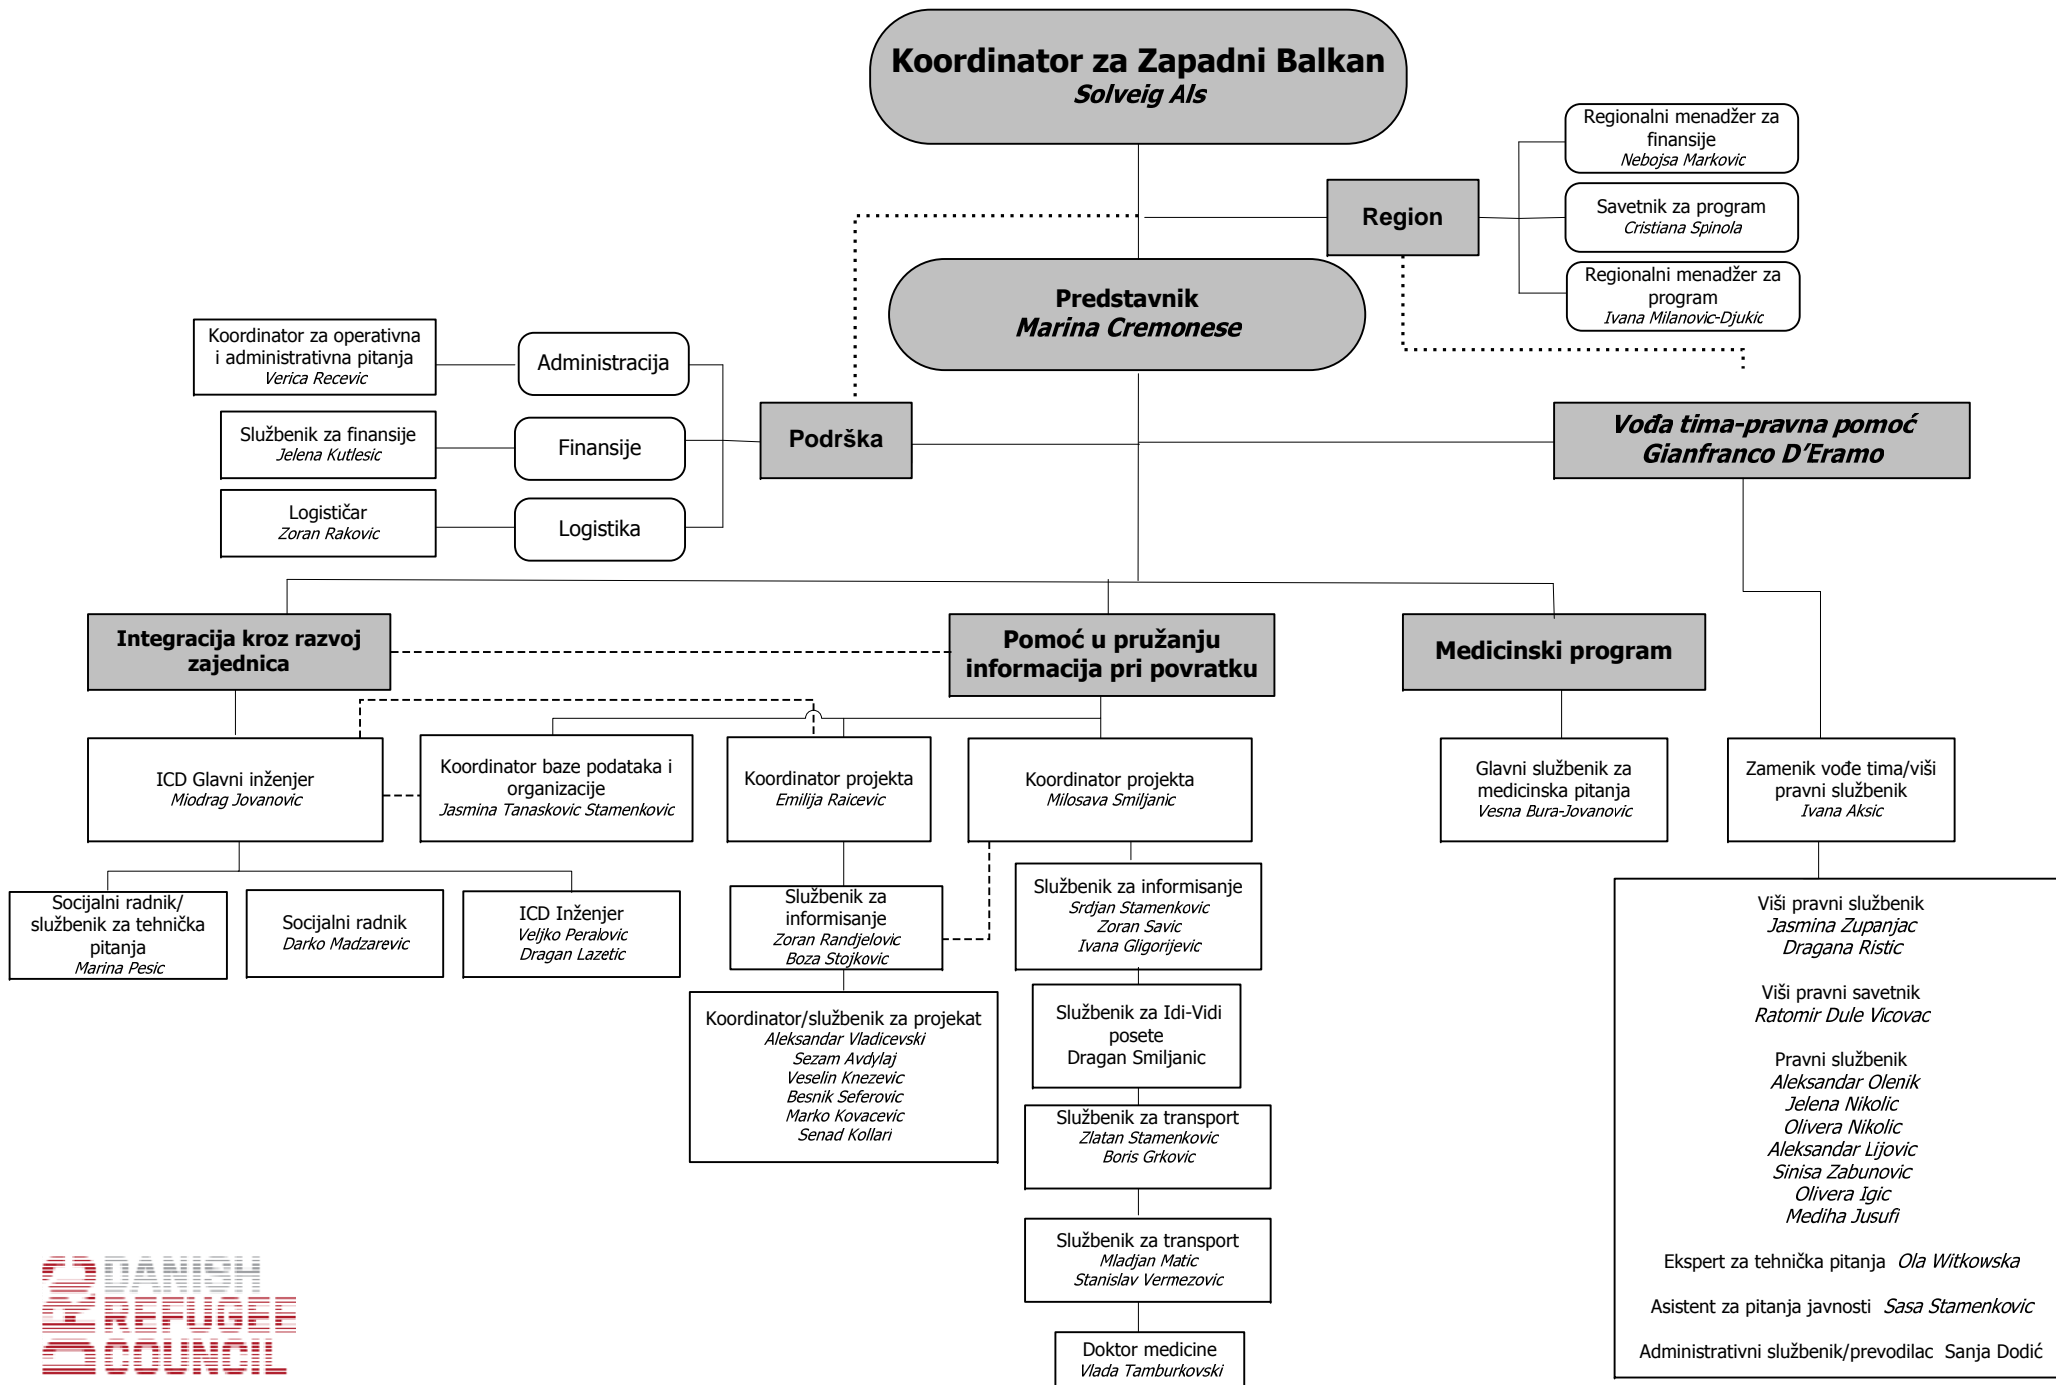 Koordinator za Zapadni Balkan
Solveig Als
Regionalni menadžer za
finansije
Nebojsa Markovic
Region
Savetnik za program
Cristiana Spinola
Regionalni menadžer za
program
Ivana Milanovic-Djukic
Predstavnik
Marina Cremonese
Koordinator za operativna
i administrativna pitanja
Verica Recevic
Administracija
Službenik za finansije
Jelena Kutlesic
Finansije
Podrška
Vođa tima-pravna pomoć
Gianfranco D'Eramo
Logističar
Zoran Rakovic
Logistika
Integracija kroz razvoj
zajednica
Pomoć u pružanju
informacija pri povratku
Medicinski program
ICD Glavni inženjer
Miodrag Jovanovic
Koordinator baze podataka i
organizacije
Jasmina Tanaskovic Stamenkovic
Koordinator projekta
Emilija Raicevic
Koordinator projekta
Milosava Smiljanic
Glavni službenik za
medicinska pitanja
Vesna Bura-Jovanovic
Zamenik vođe tima/viši
pravni službenik
Ivana Aksic
Socijalni radnik/
službenik za tehnička
pitanja
Marina Pesic
Socijalni radnik
Darko Madzarevic
ICD Inženjer
Veljko Peralovic
Dragan Lazetic
Službenik za
informisanje
Zoran Randjelovic
Boza Stojkovic
Službenik za informisanje
Srdjan Stamenkovic
Zoran Savic
Ivana Gligorijevic
Koordinator/službenik za projekat
Aleksandar Vladicevski
Sezam Avdylaj
Veselin Knezevic
Besnik Seferovic
Marko Kovacevic
Senad Kollari
Službenik za Idi-Vidi
posete
Dragan Smiljanic
Službenik za transport
Zlatan Stamenkovic
Boris Grkovic
Službenik za transport
Mladjan Matic
Stanislav Vermezovic
Doktor medicine
Vlada Tamburkovski
Viši pravni službenik
Jasmina Zupanjac
Dragana Ristic
Viši pravni savetnik
Ratomir Dule Vicovac
Pravni službenik
Aleksandar Olenik
Jelena Nikolic
Olivera Nikolic
Aleksandar Lijovic
Sinisa Zabunovic
Olivera Igic
Mediha Jusufi
Ekspert za tehnička pitanja Ola Witkowska
Asistent za pitanja javnosti Sasa Stamenkovic
Administrativni službenik/prevodilac Sanja Dodić
DRC
DANISH
REFUGEE
COUNCIL